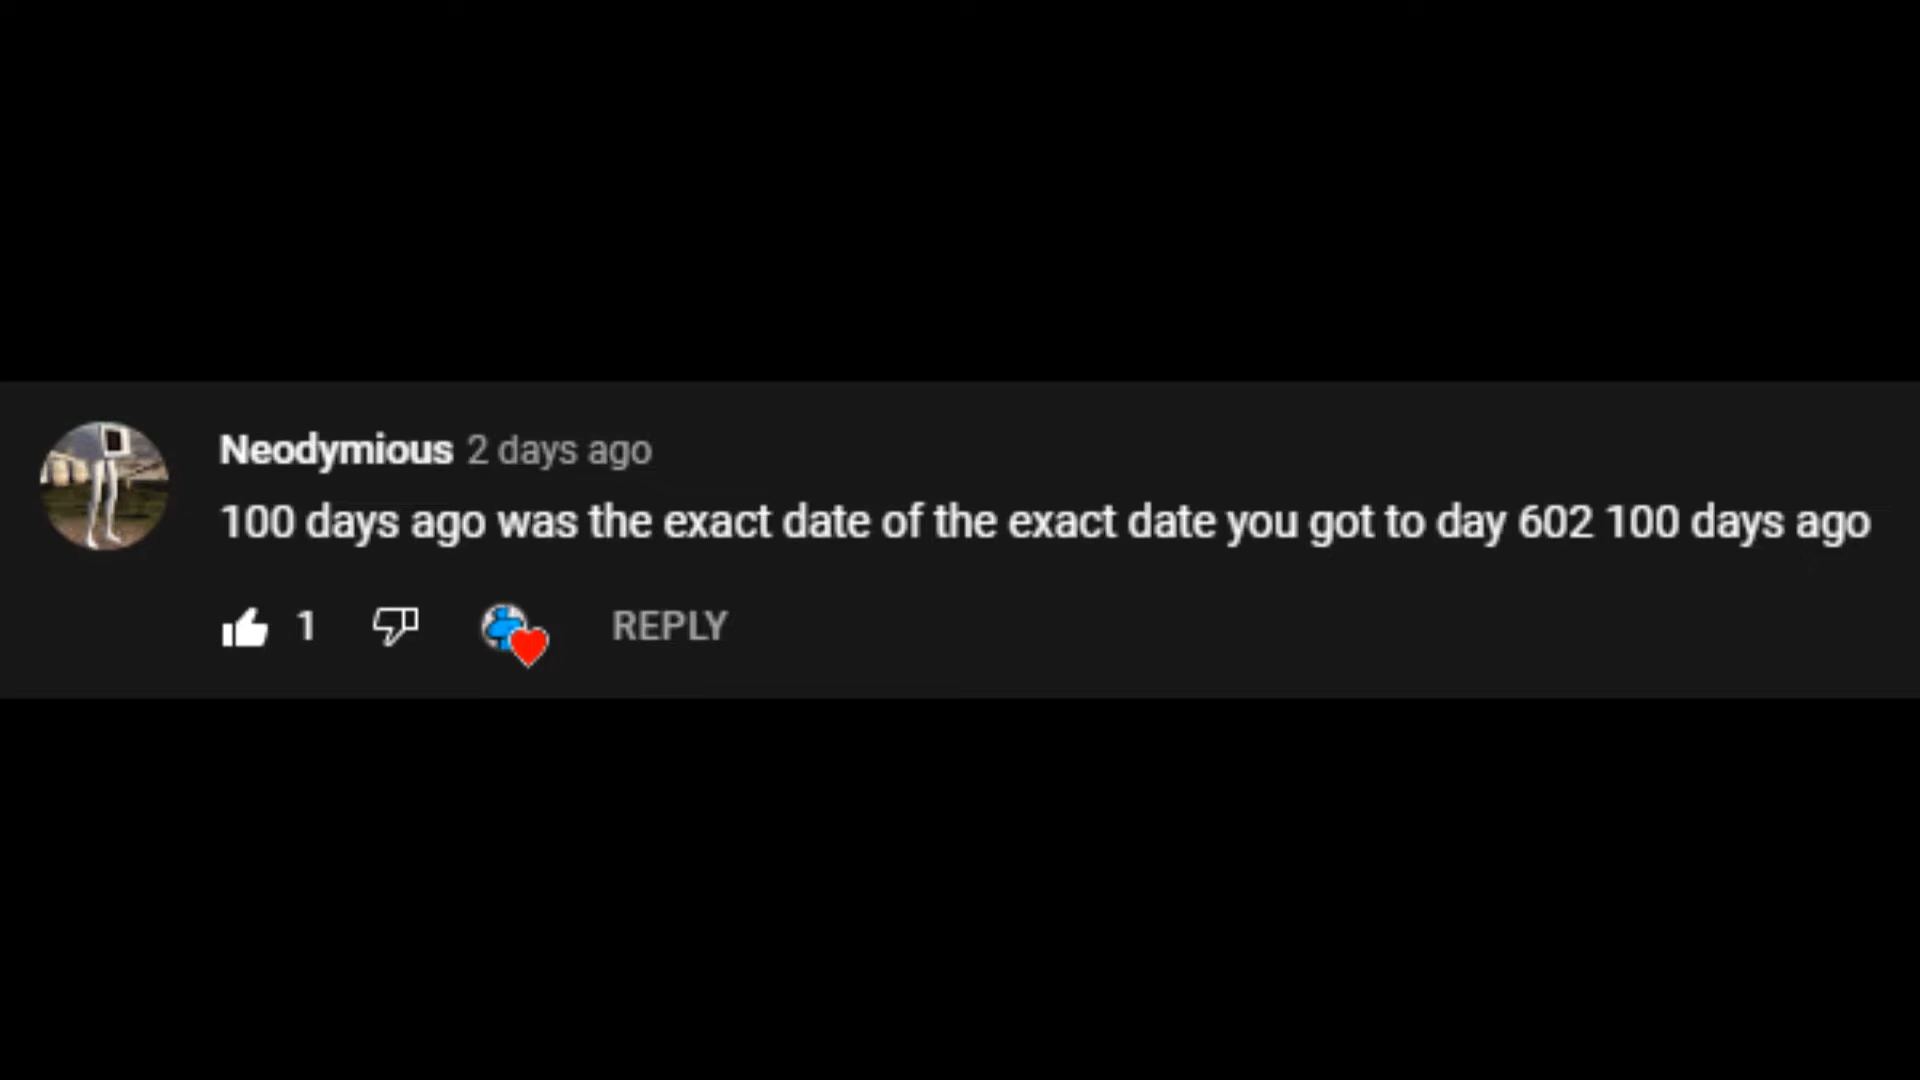 Neodymious 2 days ago
100 days ago was the exact date of the exact date you got to day 602 100 days ago
1 REPLY